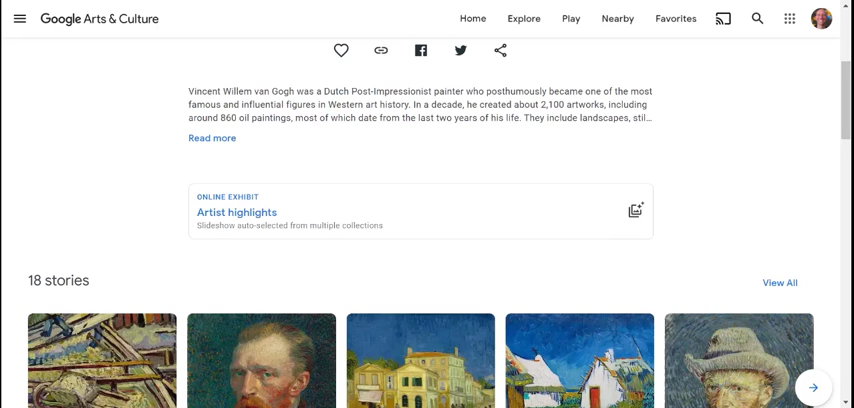 Google Arts & Culture
Home Explore Play Nearby Favorites
Vincent Willem van Gogh was a Dutch Post-Impressionist painter who posthumously became one of the most
famous and influential figures in Western art history. In a decade, he created about 2,100 artworks, including
around 860 oil paintings, most of which date from the last two years of his life. They include landscapes, stil...
Read more
ONLINE EXHIBIT
Artist highlights
Slideshow auto-selected from multiple collections
18 stories
View All